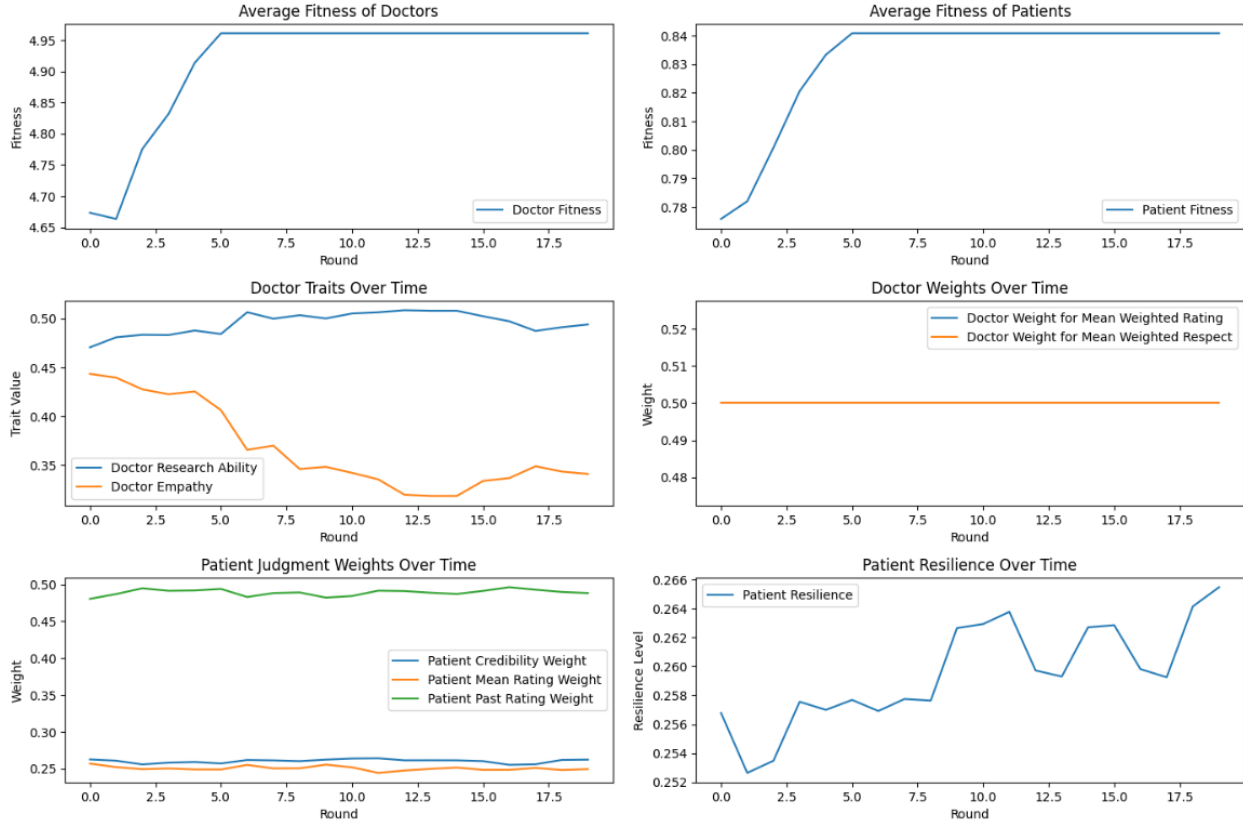 Average Fitness of Doctors
4.95
4.90
4.85
4.80
4.75
4.70
4.65
Fitness
Doctor Fitness
0.0 2.5 5.0 7.5 10.0 12.5 15.0 17.5
Round
Average Fitness of Patients
0.84
0.83
0.82
0.81
0.80
0.79
0.78
Fitness
Patient Fitness
0.0 2.5 5.0 7.5 10.0 12.5 15.0 17.5
Round
Doctor Traits Over Time
0.50
0.45
0.40
0.35
Trait Value
Doctor Research Ability
Doctor Empathy
0.0 2.5 5.0 7.5 10.0 12.5 15.0 17.5
Round
Doctor Weights Over Time
0.52
0.51
0.50
0.49
0.48
Weight
Doctor Weight for Mean Weighted Rating
Doctor Weight for Mean Weighted Respect
0.0 2.5 5.0 7.5 10.0 12.5 15.0 17.5
Round
Patient Judgment Weights Over Time
0.50
0.45
0.40
0.35
0.30
0.25
Weight
Patient Credibility Weight
Patient Mean Rating Weight
Patient Past Rating Weight
0.0 2.5 5.0 7.5 10.0 12.5 15.0 17.5
Round
Patient Resilience Over Time
0.266
0.264
0.262
0.260
0.258
0.256
0.254
0.252
Resilience Level
Patient Resilience
0.0 2.5 5.0 7.5 10.0 12.5 15.0 17.5
Round